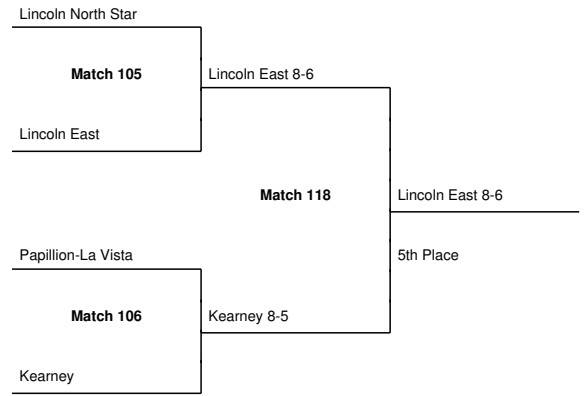 Lincoln North Star
Match 105
Lincoln East 8-6
Lincoln East
Match 118
Lincoln East 8-6
Papillion-La Vista
5th Place
Match 106
Kearney 8-5
Kearney